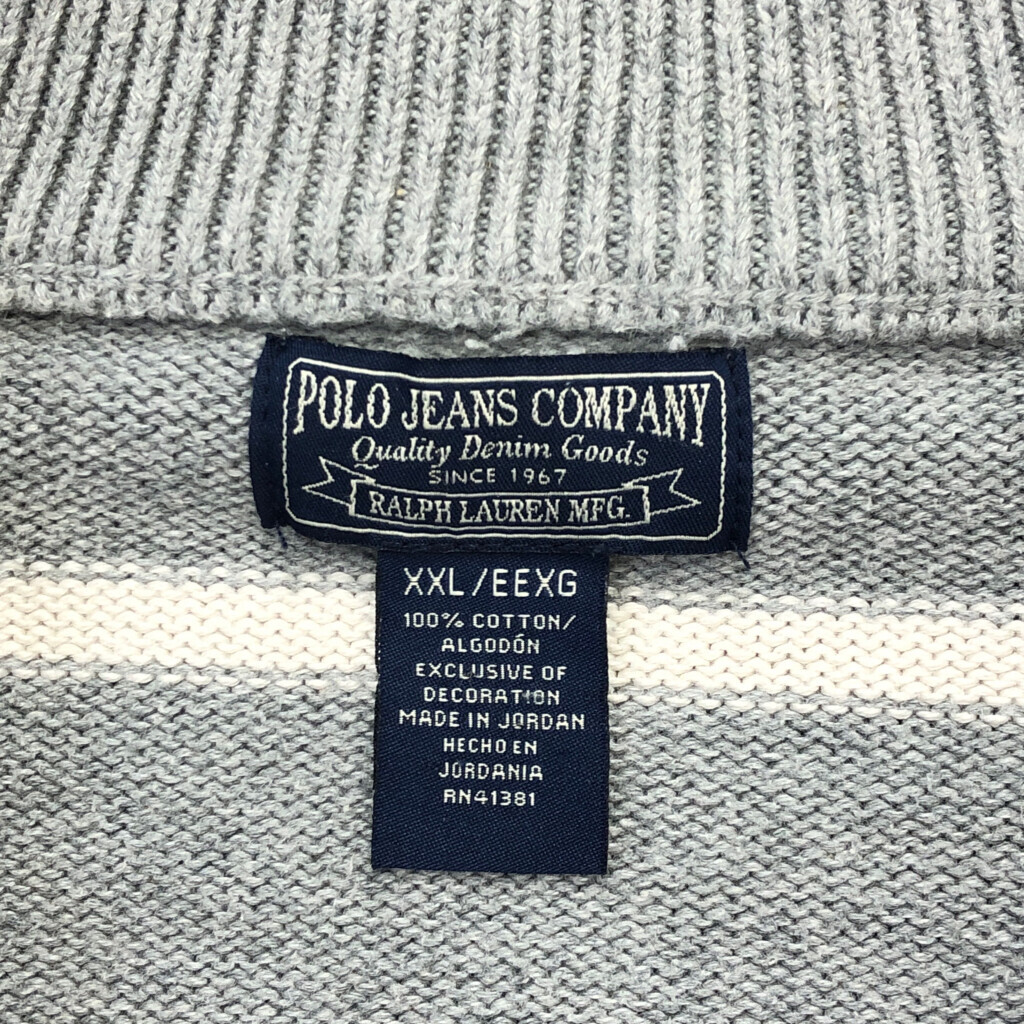 POLO JEANS COMPANY
Quality Denim Goods
SINCE 1967
RALPH LAUREN MFG.
XXL/EEXG
100% COTTON/
ALGODÓN
EXCLUSIVE OF
DECORATION
MADE IN JORDAN
HECHO EN
JORDANIA
RN41381